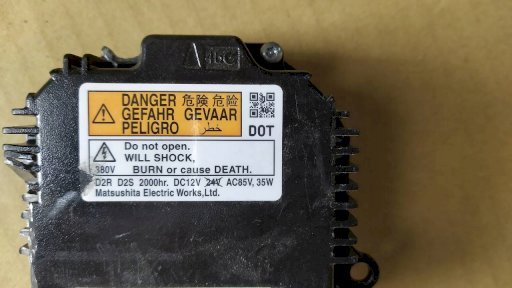 DANGER 危険 危险
GEFAHR GEVAAR
PELIGRO خطر
DOT
Do not open.
WILL SHOCK,
380V BURN or cause DEATH.
D2R D2S 2000hr. DC12V 24V AC85V, 35W
Matsushita Electric Works,Ltd.